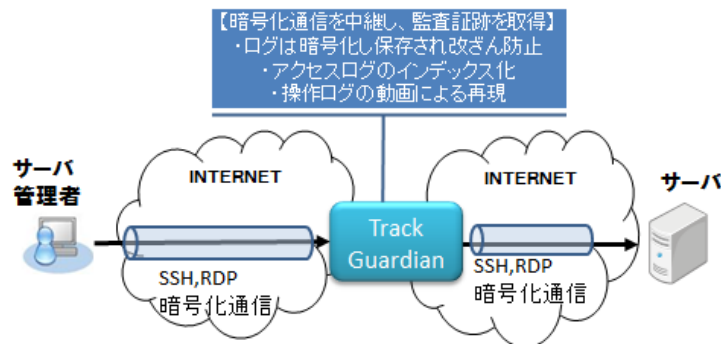 【暗号化通信を中継し、監査証跡を取得】
・ログは暗号化し保存され改ざん防止
・アクセスログのインデックス化
・操作ログの動画による再現
サーバ
管理者
INTERNET
SSH,RDP
暗号化通信
Track
Guardian
INTERNET
SSH,RDP
暗号化通信
サーバ